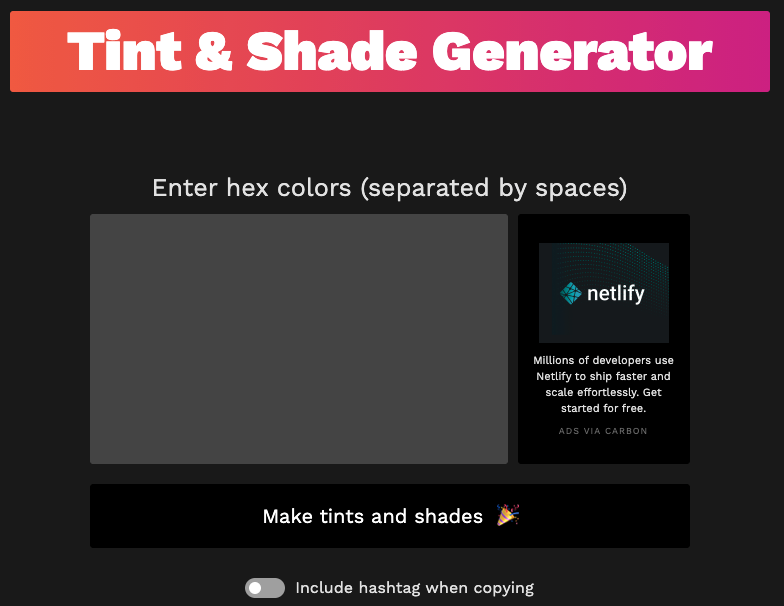 Tint & Shade Generator
Enter hex colors (separated by spaces)
netlify
Millions of developers use
Netlify to ship faster and
scale effortlessly. Get
started for free.
ADS VIA CARBON
Make tints and shades 🎉
Include hashtag when copying